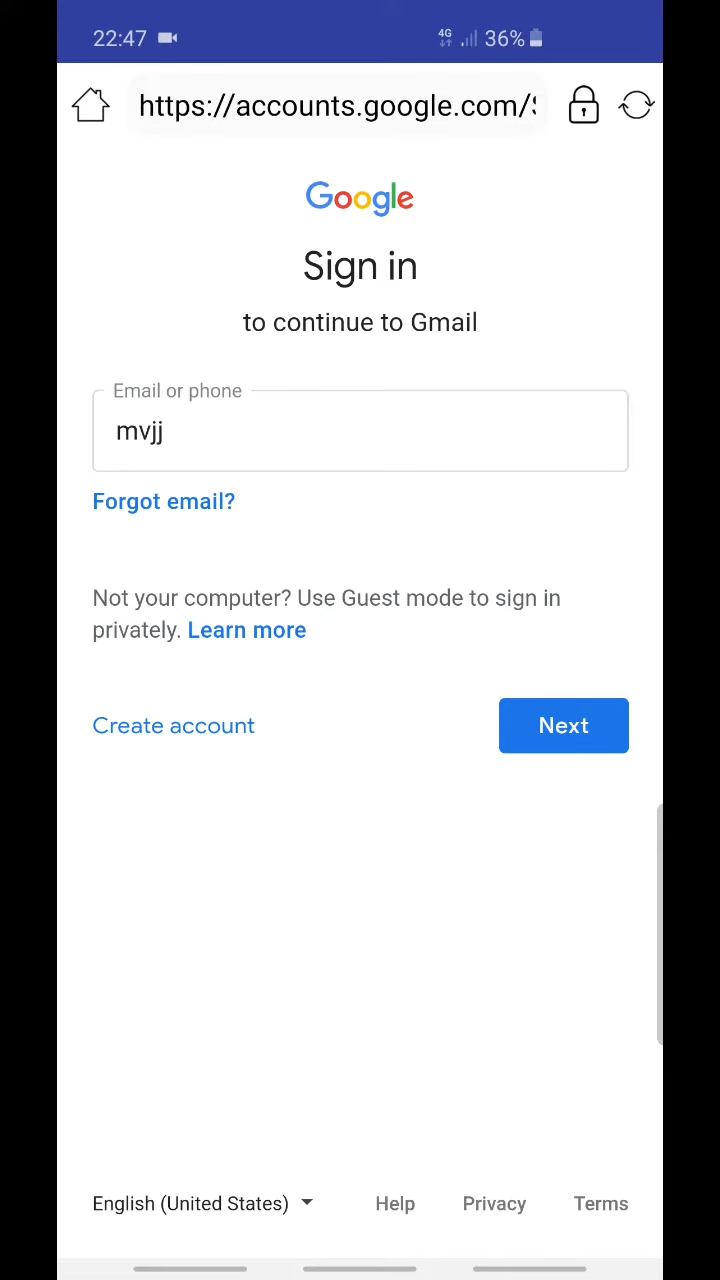 22:47 4G 36%
https://accounts.google.com/
Google
Sign in
to continue to Gmail
Email or phone
mvjj
Forgot email?
Not your computer? Use Guest mode to sign in
privately. Learn more
Create account Next
English (United States) Help Privacy Terms